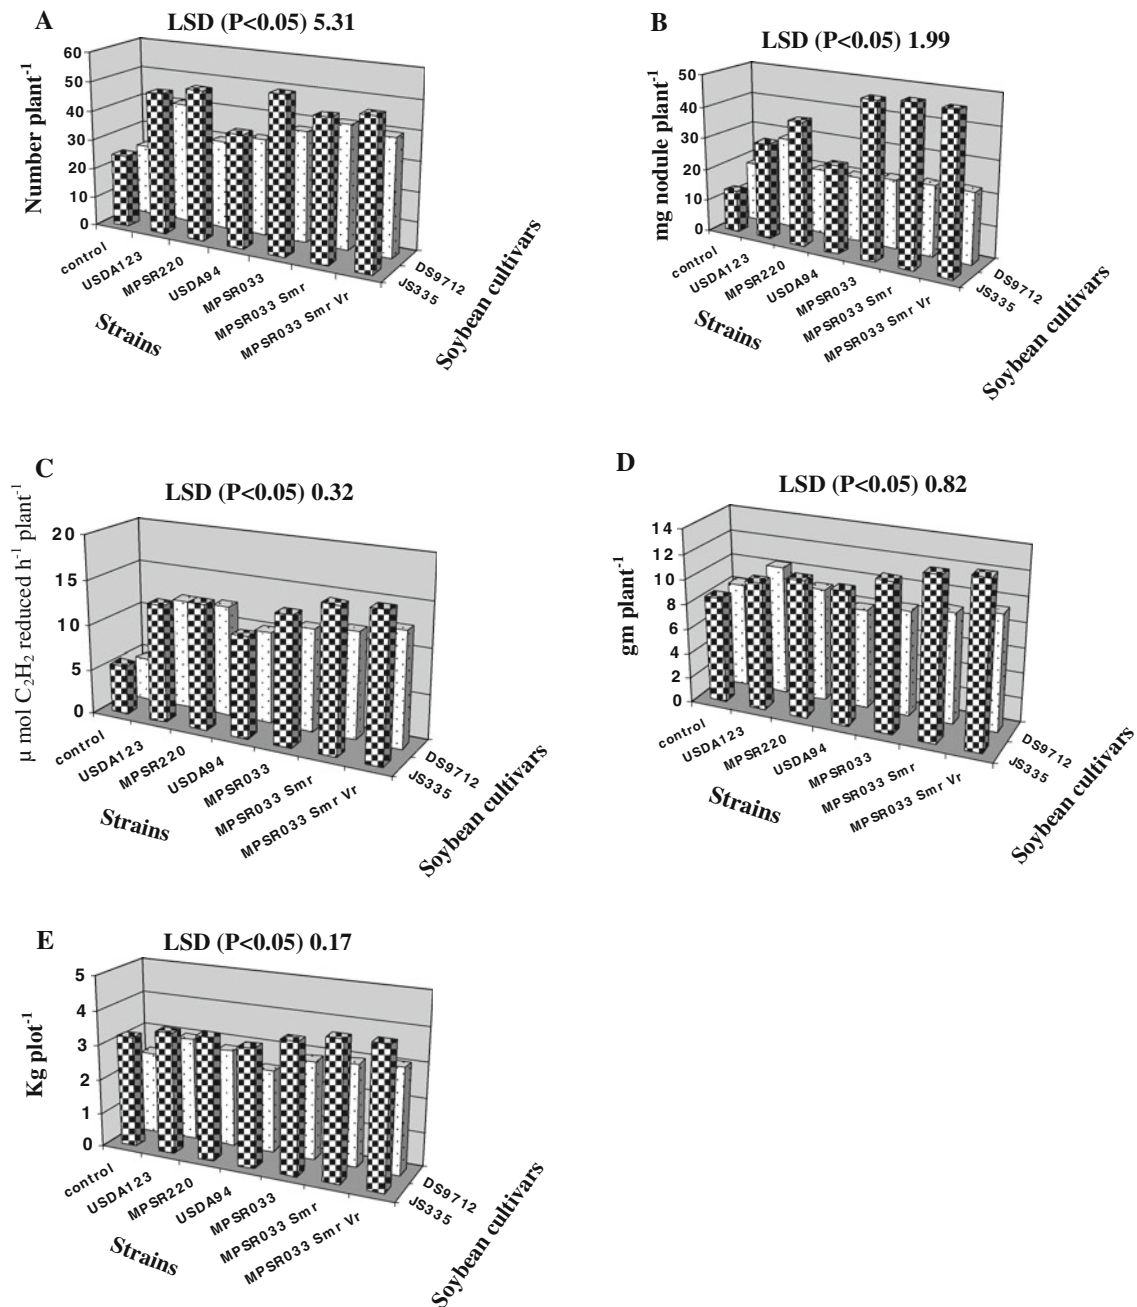 A
LSD (P<0.05) 5.31
Number plant⁻¹
60
50
40
30
20
10
0
control
USDA123
MPSR220
USDA94
MPSR033
MPSR033 Smr
MPSR033 Smr Vr
Strains
DS9712
JS335
Soybean cultivars
B
LSD (P<0.05) 1.99
mg nodule plant⁻¹
50
40
30
20
10
0
control
USDA123
MPSR220
USDA94
MPSR033
MPSR033 Smr
MPSR033 Smr Vr
Strains
DS9712
JS335
Soybean cultivars
C
LSD (P<0.05) 0.32
µ mol C₂H₂ reduced h⁻¹ plant⁻¹
20
15
10
5
0
control
USDA123
MPSR220
USDA94
MPSR033
MPSR033 Smr
MPSR033 Smr Vr
Strains
DS9712
JS335
Soybean cultivars
D
LSD (P<0.05) 0.82
gm plant⁻¹
14
12
10
8
6
4
2
0
control
USDA123
MPSR220
USDA94
MPSR033
MPSR033 Smr
MPSR033 Smr Vr
Strains
DS9712
JS335
Soybean cultivars
E
LSD (P<0.05) 0.17
Kg plot⁻¹
5
4
3
2
1
0
control
USDA123
MPSR220
USDA94
MPSR033
MPSR033 Smr
MPSR033 Smr Vr
Strains
DS9712
JS335
Soybean cultivars